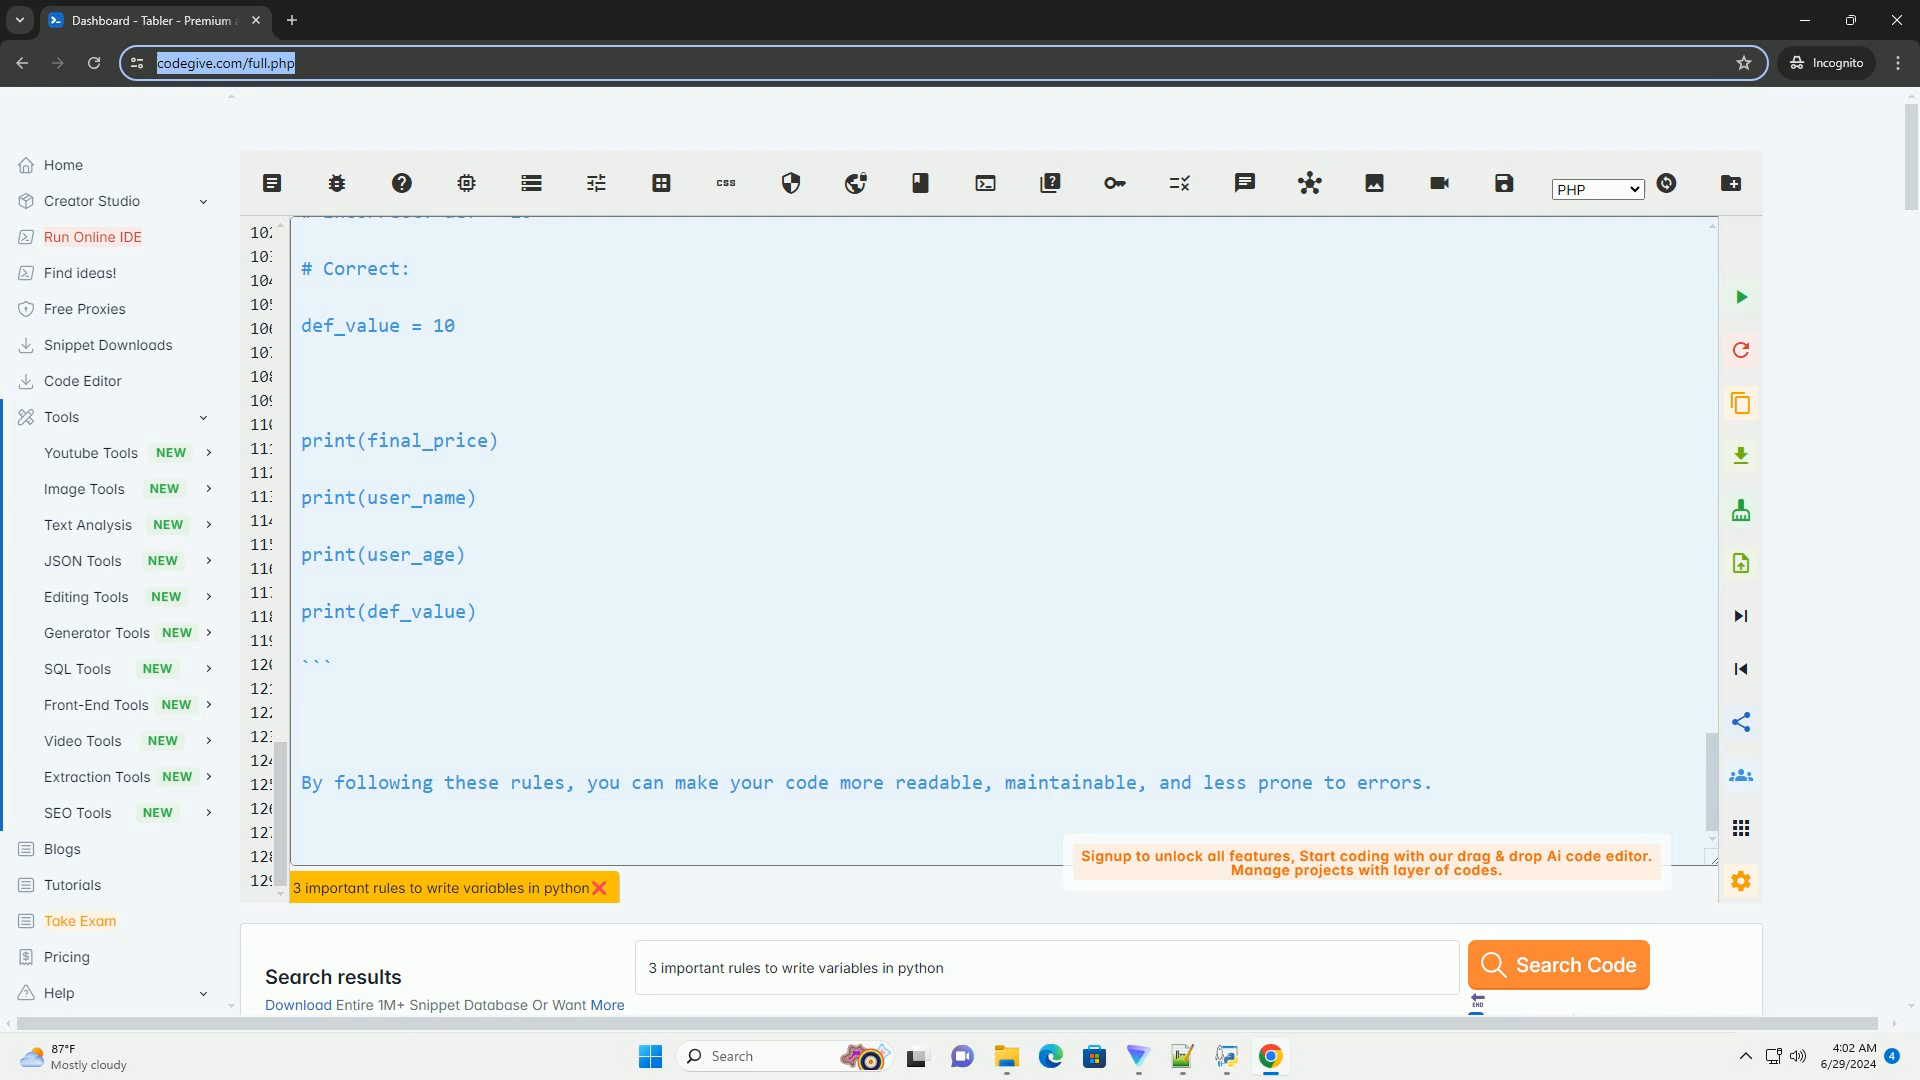 Dashboard - Tabler - Premium
codegive.com/full.php
Incognito
Home
Creator Studio
Run Online IDE
Find ideas!
Free Proxies
Snippet Downloads
Code Editor
Tools
Youtube Tools NEW
Image Tools NEW
Text Analysis NEW
JSON Tools NEW
Editing Tools NEW
Generator Tools NEW
SQL Tools NEW
Front-End Tools NEW
Video Tools NEW
Extraction Tools NEW
SEO Tools NEW
Blogs
Tutorials
Take Exam
Pricing
Help
css
PHP
# Correct:
def_value = 10
print(final_price)
print(user_name)
print(user_age)
print(def_value)
```
By following these rules, you can make your code more readable, maintainable, and less prone to errors.
Signup to unlock all features, Start coding with our drag & drop Ai code editor.
Manage projects with layer of codes.
3 important rules to write variables in python
Search results
Download Entire 1M+ Snippet Database Or Want More
3 important rules to write variables in python
Search Code
END
87°F
Mostly cloudy
Search
4:02 AM
6/29/2024
4